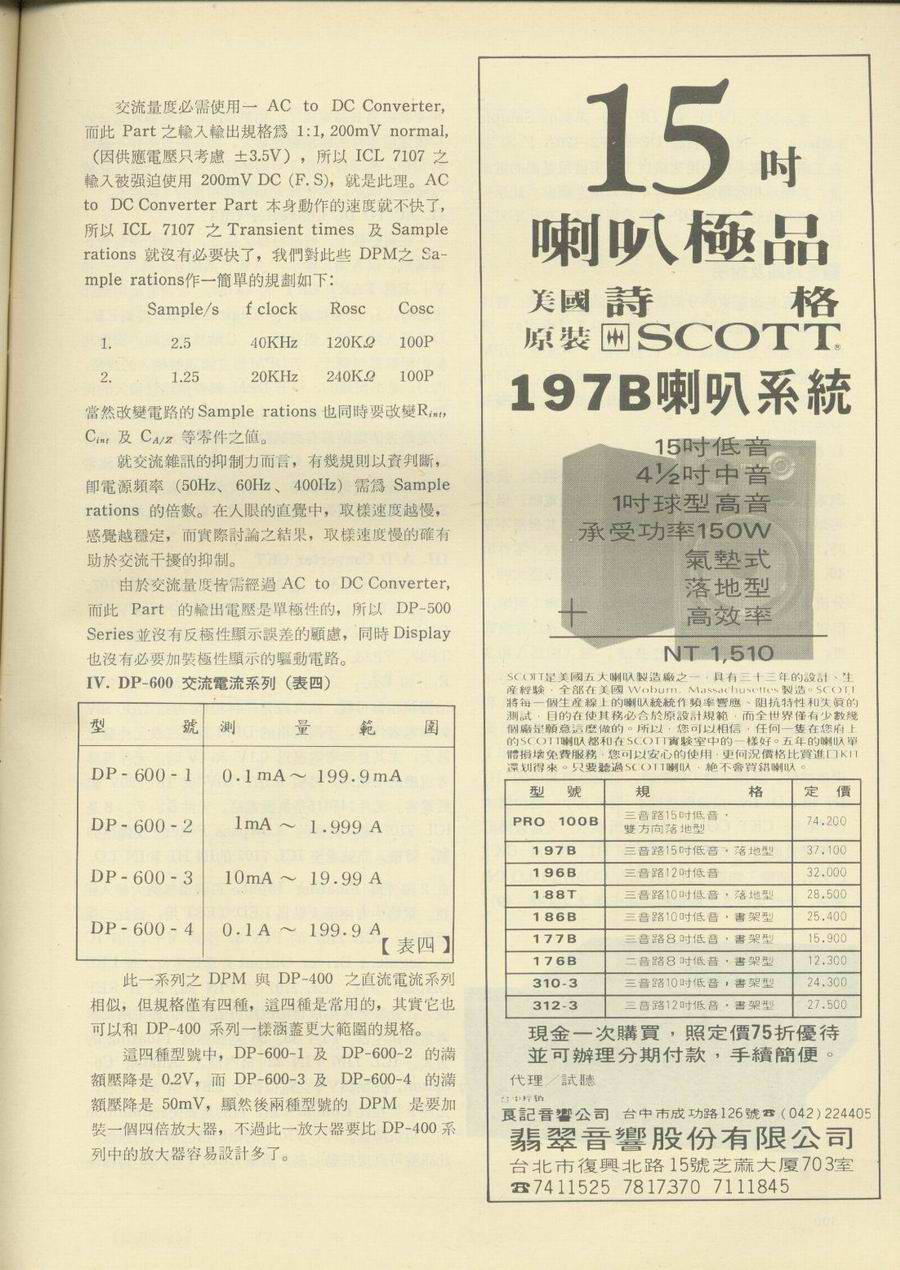 交流量度必需使用一 AC to DC Converter,
而此 Part 之輸入輸出規格爲 1:1, 200mV normal,
（因供應電壓只考慮 ±3.5V），所以 ICL 7107 之
輸入被强迫使用 200mV DC (F. S)，就是此理。AC
to DC Converter Part 本身動作的速度就不快了，
所以 ICL 7107 之 Transient times 及 Sample
rations 就沒有必要快了，我們對此些 DPM之 Sa-
mple rations作一簡單的規劃如下：
Sample/s f clock Rosc Cosc
1. 2.5 40KHz 120KΩ 100P
2. 1.25 20KHz 240KΩ 100P
當然改變電路的 Sample rations 也同時要改變Rint,
Cint 及 CA/Z 等零件之値。
就交流雜訊的抑制力而言，有幾規則以資判斷，
卽電源頻率 (50Hz、60Hz、400Hz) 需爲 Sample
rations 的倍數。在人眼的直覺中，取樣速度越慢，
感覺越穩定，而實際討論之結果，取樣速度慢的確有
助於交流干擾的抑制。
由於交流量度皆需經過 AC to DC Converter,
而此 Part 的輸出電壓是單極性的，所以 DP-500
Series並沒有反極性顯示誤差的顧慮，同時 Display
也沒有必要加裝極性顯示的驅動電路。
IV. DP-600 交流電流系列（表四）
型 號 測 量 範 圍
DP-600-1 0.1mA～ 199.9mA
DP-600-2 1mA ～ 1.999 A
DP-600-3 10mA ～ 19.99 A
DP-600-4 0.1A ～ 199.9 A
【表四】
此一系列之 DPM 與 DP-400 之直流電流系列
相似，但規格僅有四種，這四種是常用的，其實它也
可以和 DP-400 系列一樣涵蓋更大範圍的規格。
這四種型號中，DP-600-1 及 DP-600-2 的滿
額壓降是 0.2V，而 DP-600-3 及 DP-600-4 的滿
額壓降是 50mV，顯然後兩種型號的 DPM 是要加
裝一個四倍放大器，不過此一放大器要比 DP-400 系
列中的放大器容易設計多了。
15吋
喇叭極品
美國 詩 格
原裝 SCOTT®
197B喇叭系統
15吋低音
4½吋中音
1吋球型高音
承受功率150W
氣墊式
落地型
高效率
NT 1,510
SCOTT是美國五大喇叭製造廠之一，具有三十三年的設計、生
産經驗，全部在美國 Woburn, Massachusettes 製造。SCOTT
將每一個生産線上的喇叭統統作頻率響應、阻抗特性和失眞的
測試，目的在使其務必合於原設計規範，而全世界僅有少數幾
個廠是願意這麼做的。所以，您可以相信，任何一隻在您府上
的SCOTT喇叭都和在SCOTT實驗室中的一樣好。五年的喇叭單
體損壞免費服務，您可以安心的使用，更何況價格比買進口KIT
還划得來。只要聽過SCOTT喇叭，絶不會買錯喇叭。
型 號 規 格 定 價
PRO 100B 三音路15吋低音， 74.200
雙方向落地型
197B 三音路15吋低音，落地型 37.100
196B 三音路12吋低音 32.000
188T 三音路10吋低音，落地型 28.500
186B 三音路10吋低音，書架型 25.400
177B 三音路8吋低音，書架型 15.900
176B 二音路8吋低音，書架型 12.300
310-3 三音路10吋低音，書架型 24.300
312-3 三音路12吋低音，書架型 27.500
現金一次購買，照定價75折優待
並可辦理分期付款，手續簡便。
代理／試聽
台中行銷
良記音響公司 台中市成功路126號☎(042)224405
翡翠音響股份有限公司
台北市復興北路15號芝蔴大厦703室
☎7411525 7817370 7111845